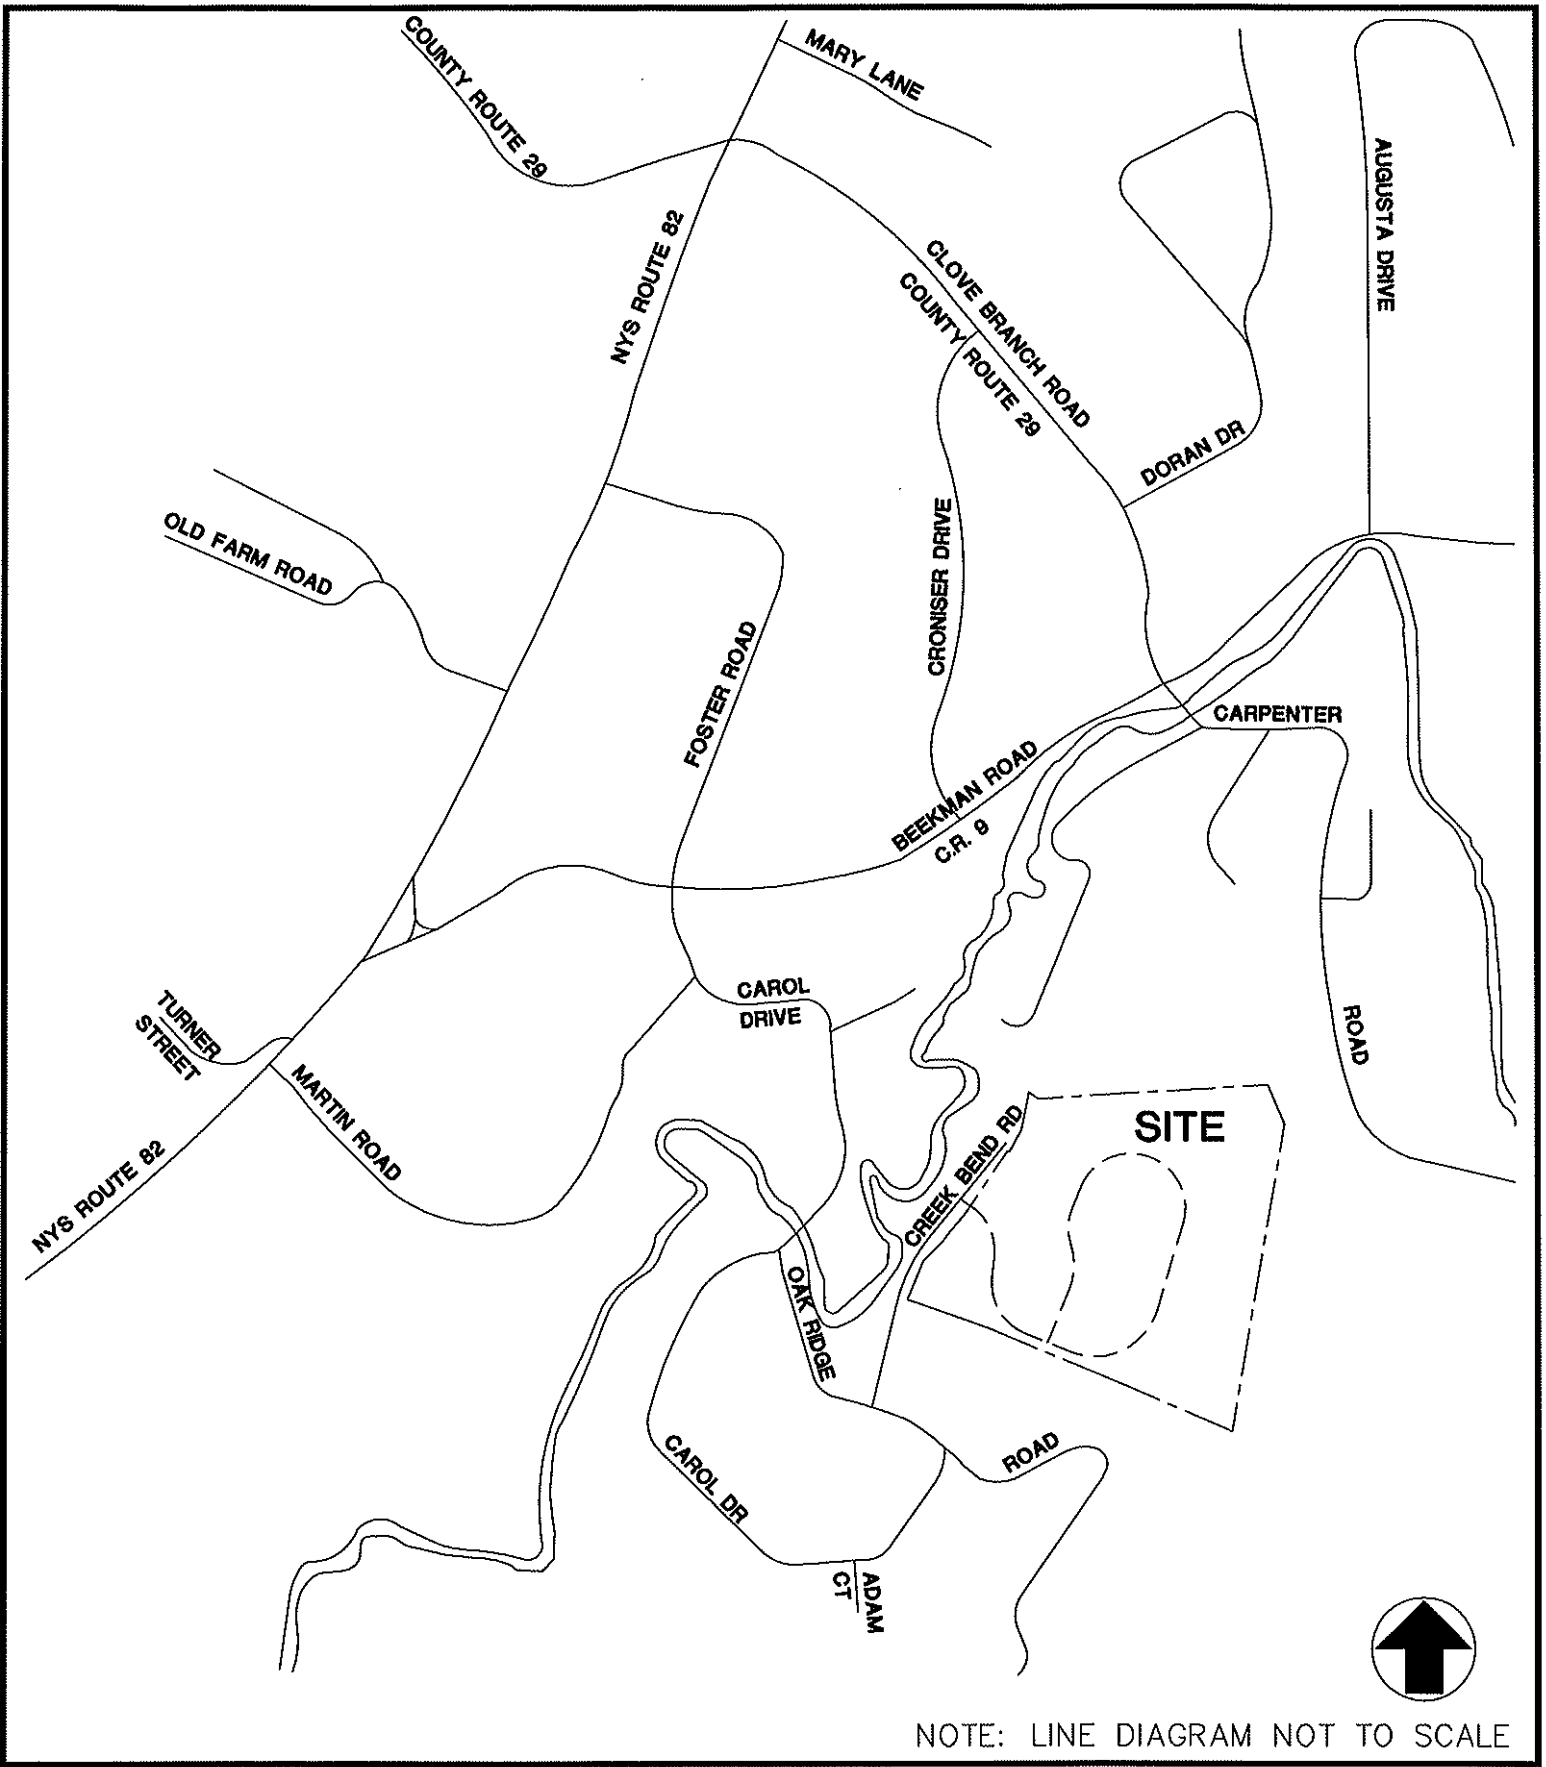 COUNTY ROUTE 29
MARY LANE
AUGUSTA DRIVE
NYS ROUTE 82
CLOVE BRANCH ROAD
COUNTY ROUTE 29
DORAN DR
OLD FARM ROAD
CRONISER DRIVE
FOSTER ROAD
CARPENTER
BEEKMAN ROAD
C.R. 9
CAROL
DRIVE
TURNER
STREET
ROAD
MARTIN ROAD
SITE
CREEK BEND RD
NYS ROUTE 82
OAK RIDGE
ROAD
CAROL DR
ADAM
CT
NOTE: LINE DIAGRAM NOT TO SCALE